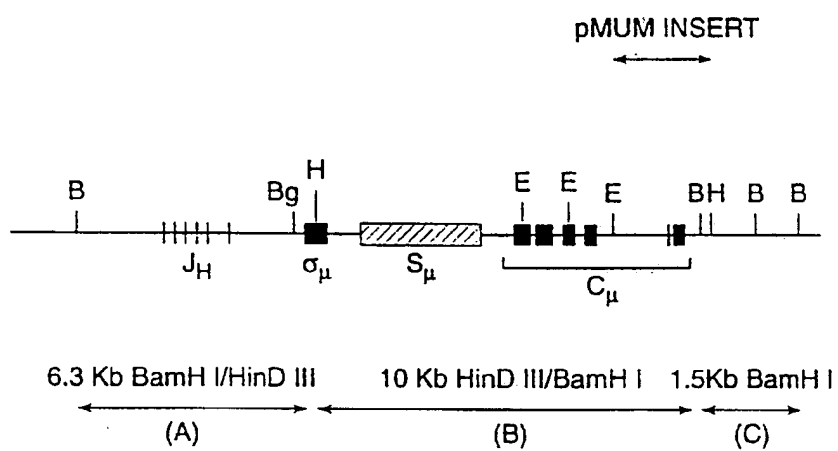 pMUM INSERT
B Bg H E E E B H B B
J_H σ_μ S_μ C_μ
6.3 Kb BamH I/HinD III 10 Kb HinD III/BamH I 1.5Kb BamH I
(A) (B) (C)